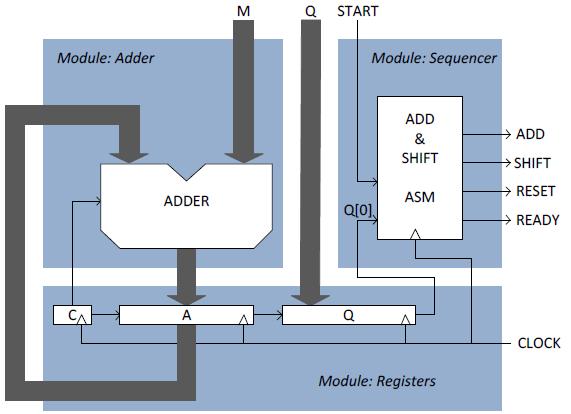 M Q START
Module: Adder
Module: Sequencer
ADD
&
SHIFT
ASM
ADD
SHIFT
RESET
READY
ADDER
Q[0]
C A Q
CLOCK
Module: Registers